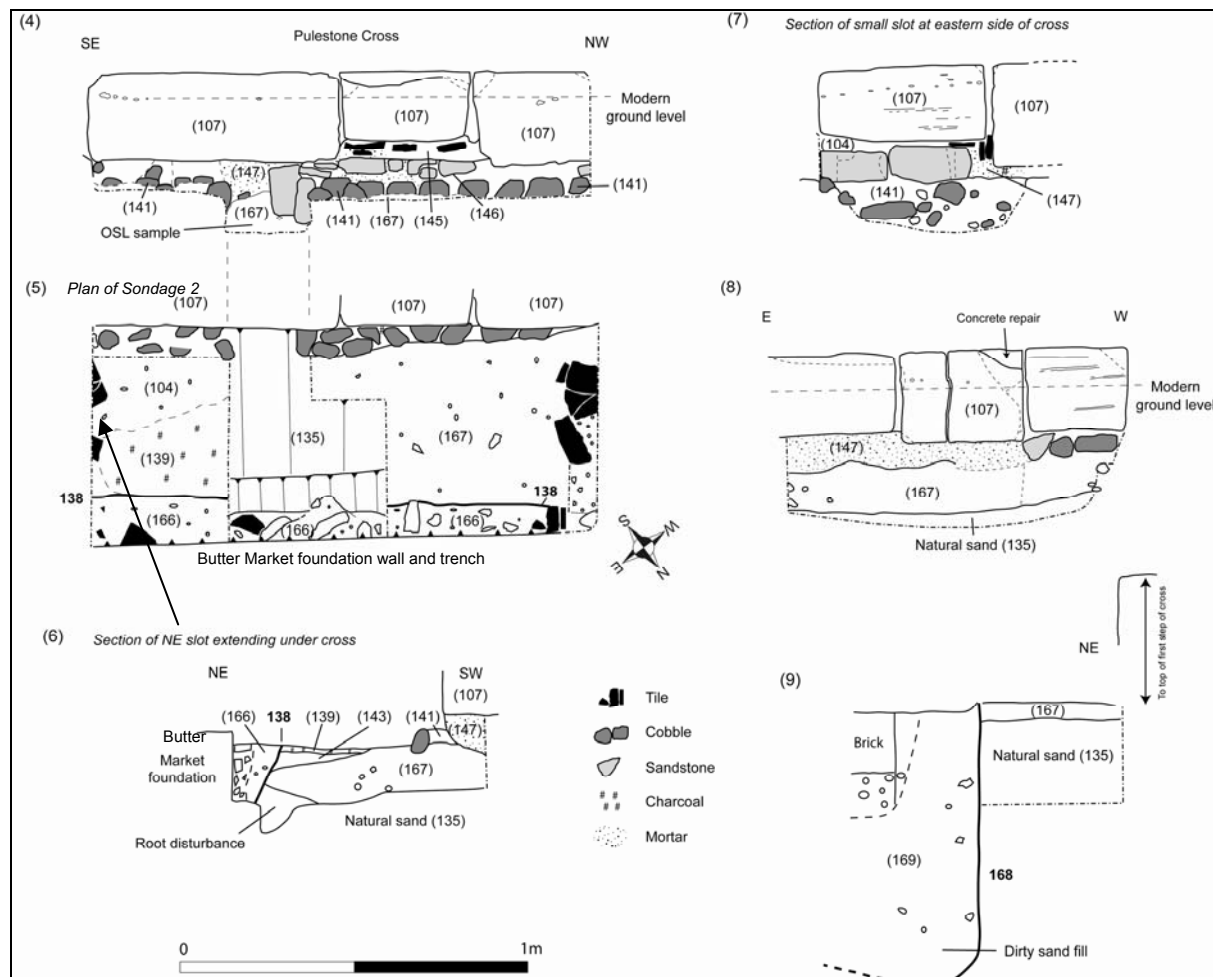 (4)
SE
Pulestone Cross
NW
(107)
(107)
(107)
Modern
ground level
(147)
(141)
(167)
(141)
(167)
(145)
(146)
(141)
OSL sample
(5)
Plan of Sondage 2
(107)
(107)
(107)
(104)
(139)
(135)
(167)
138
138
(166)
(166)
(166)
Butter Market foundation wall and trench
S
W
E
N
(6)
Section of NE slot extending under cross
NE
SW
(107)
(166)
138
(139)
(143)
(141)
(147)
Butter
Market
foundation
(167)
Natural sand (135)
Root disturbance
0
1m
Tile
Cobble
Sandstone
Charcoal
Mortar
(7)
Section of small slot at eastern side of cross
(107)
(107)
(104)
(141)
(147)
(8)
E
Concrete repair
W
(107)
Modern
ground level
(147)
(167)
Natural sand (135)
(9)
NE
To top of first step of cross
(167)
Brick
Natural sand (135)
(169)
168
Dirty sand fill